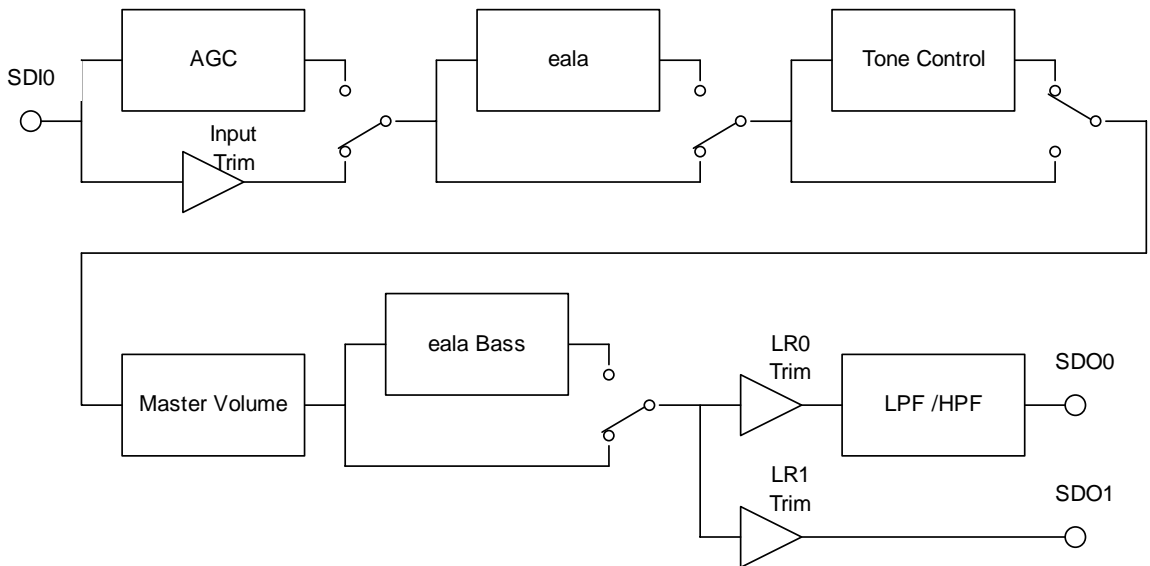 SDI0
AGC
Input
Trim
eala
Tone Control
Master Volume
eala Bass
LR0
Trim
LPF /HPF
SDO0
LR1
Trim
SDO1